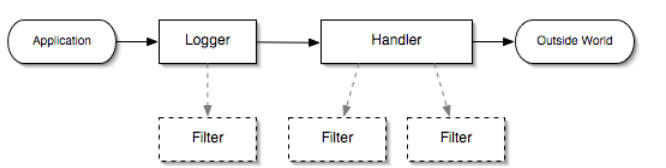 Application
Logger
Handler
Outside World
Filter
Filter
Filter